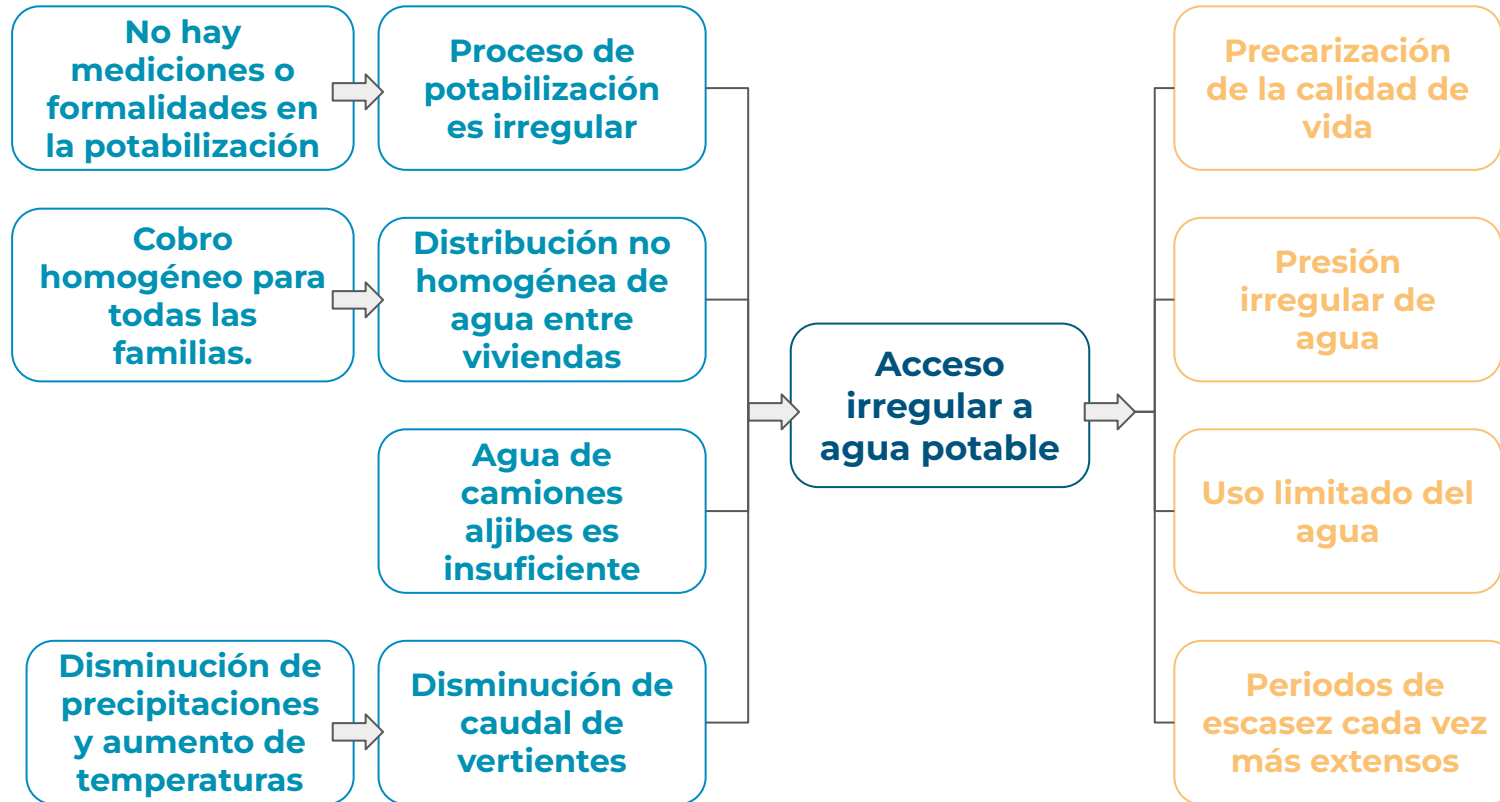 No hay
mediciones o
formalidades en
la potabilización
Proceso de
potabilización
es irregular
Cobro
homogéneo para
todas las
familias.
Distribución no
homogénea de
agua entre
viviendas
Agua de
camiones
aljibes es
insuficiente
Disminución de
precipitaciones
y aumento de
temperaturas
Disminución de
caudal de
vertientes
Acceso
irregular a
agua potable
Precarización
de la calidad de
vida
Presión
irregular de
agua
Uso limitado del
agua
Periodos de
escasez cada vez
más extensos